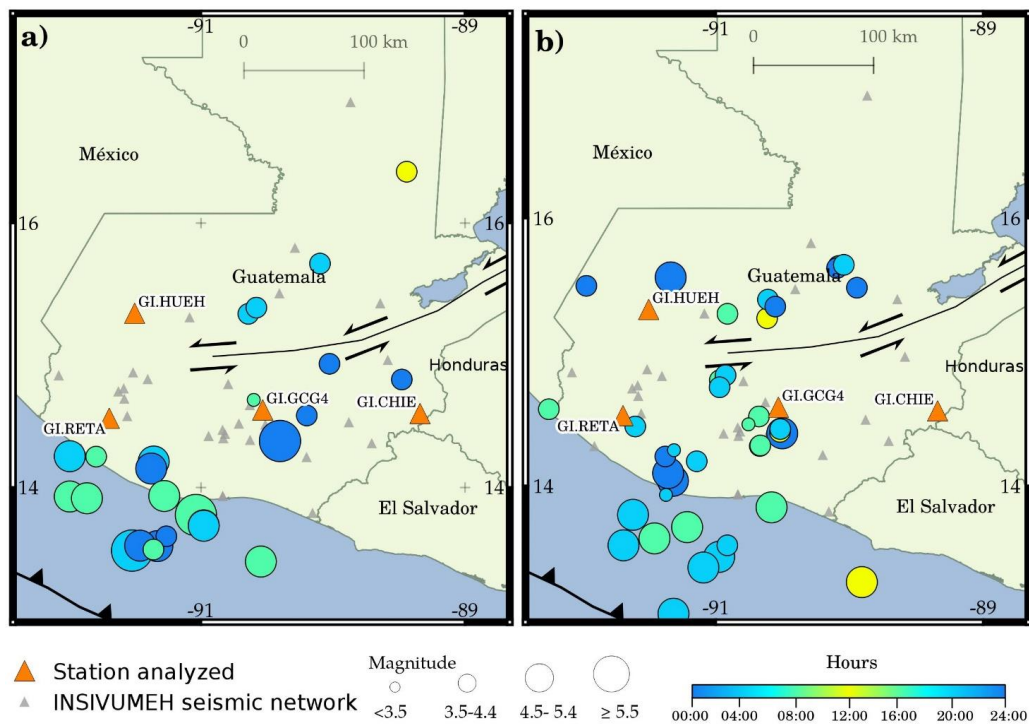 a)
-91
-89
0
100 km
México
16
16
Guatemala
GI.HUEH
Honduras
GI.GCG4
GI.CHIE
GI.RETA
14
14
El Salvador
-91
-89
b)
-91
-89
0
100 km
México
16
16
Guatemala
GI.HUEH
Honduras
GI.GCG4
GI.CHIE
GI.RETA
14
14
El Salvador
-91
-89
Station analyzed
INSIVUMEH seismic network
Magnitude
<3.5
3.5-4.4
4.5- 5.4
≥ 5.5
Hours
00:00 04:00 08:00 12:00 16:00 20:00 24:00